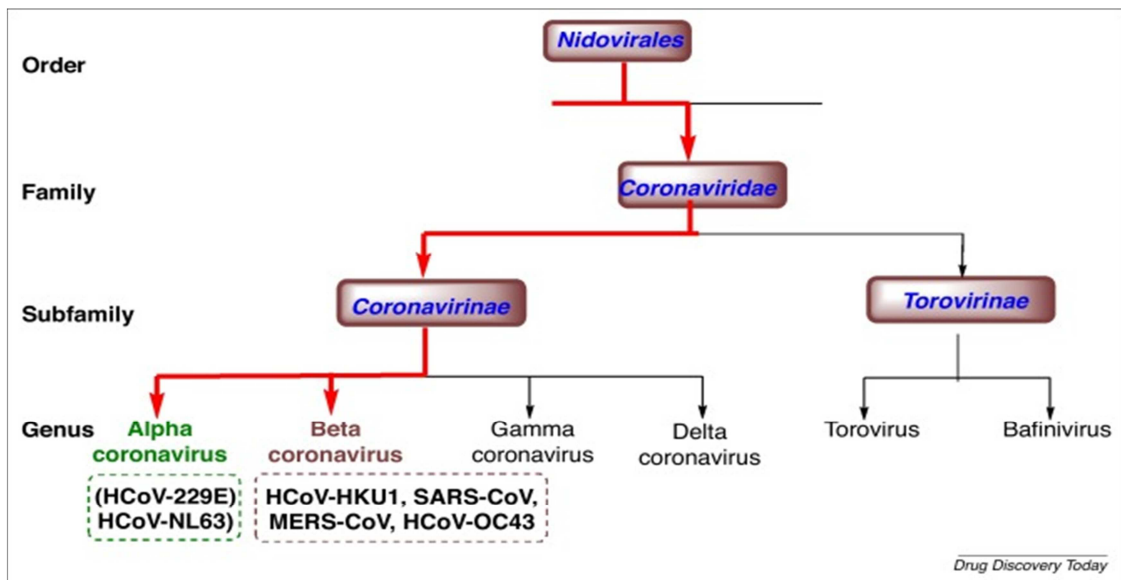 Nidovirales
Order
Family
Coronaviridae
Subfamily
Coronavirinae
Torovirinae
Genus
Alpha
coronavirus
Beta
coronavirus
Gamma
coronavirus
Delta
coronavirus
Torovirus
Bafinivirus
(HCoV-229E)
HCoV-NL63)
HCoV-HKU1, SARS-CoV,
MERS-CoV, HCoV-OC43
Drug Discovery Today